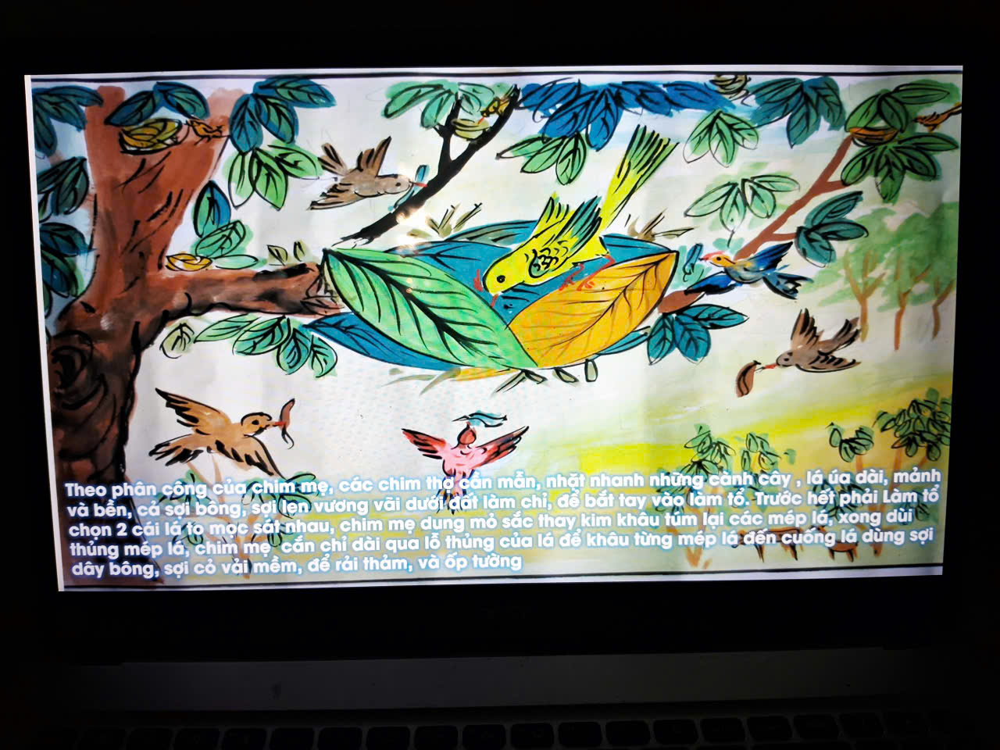 Theo phân công của chim mẹ, các chim thợ cần mẫn, nhặt nhanh những cành cây , lá úa dài, mảnh
và bền, cả sợi bông, sợi len vương vãi dưới đất làm chỉ, để bắt tay vào làm tổ. Trước hết phải Làm tổ
chọn 2 cái lá to mọc sát nhau, chim mẹ dung mỏ sắc thay kim khâu túm lại các mép lá, xong dùi
thủng mép lá, chim mẹ cắn chỉ dài qua lỗ thủng của lá để khâu từng mép lá đến cuống lá dùng sợi
dây bông, sợi cỏ vải mềm, để rải thảm, và ốp tường